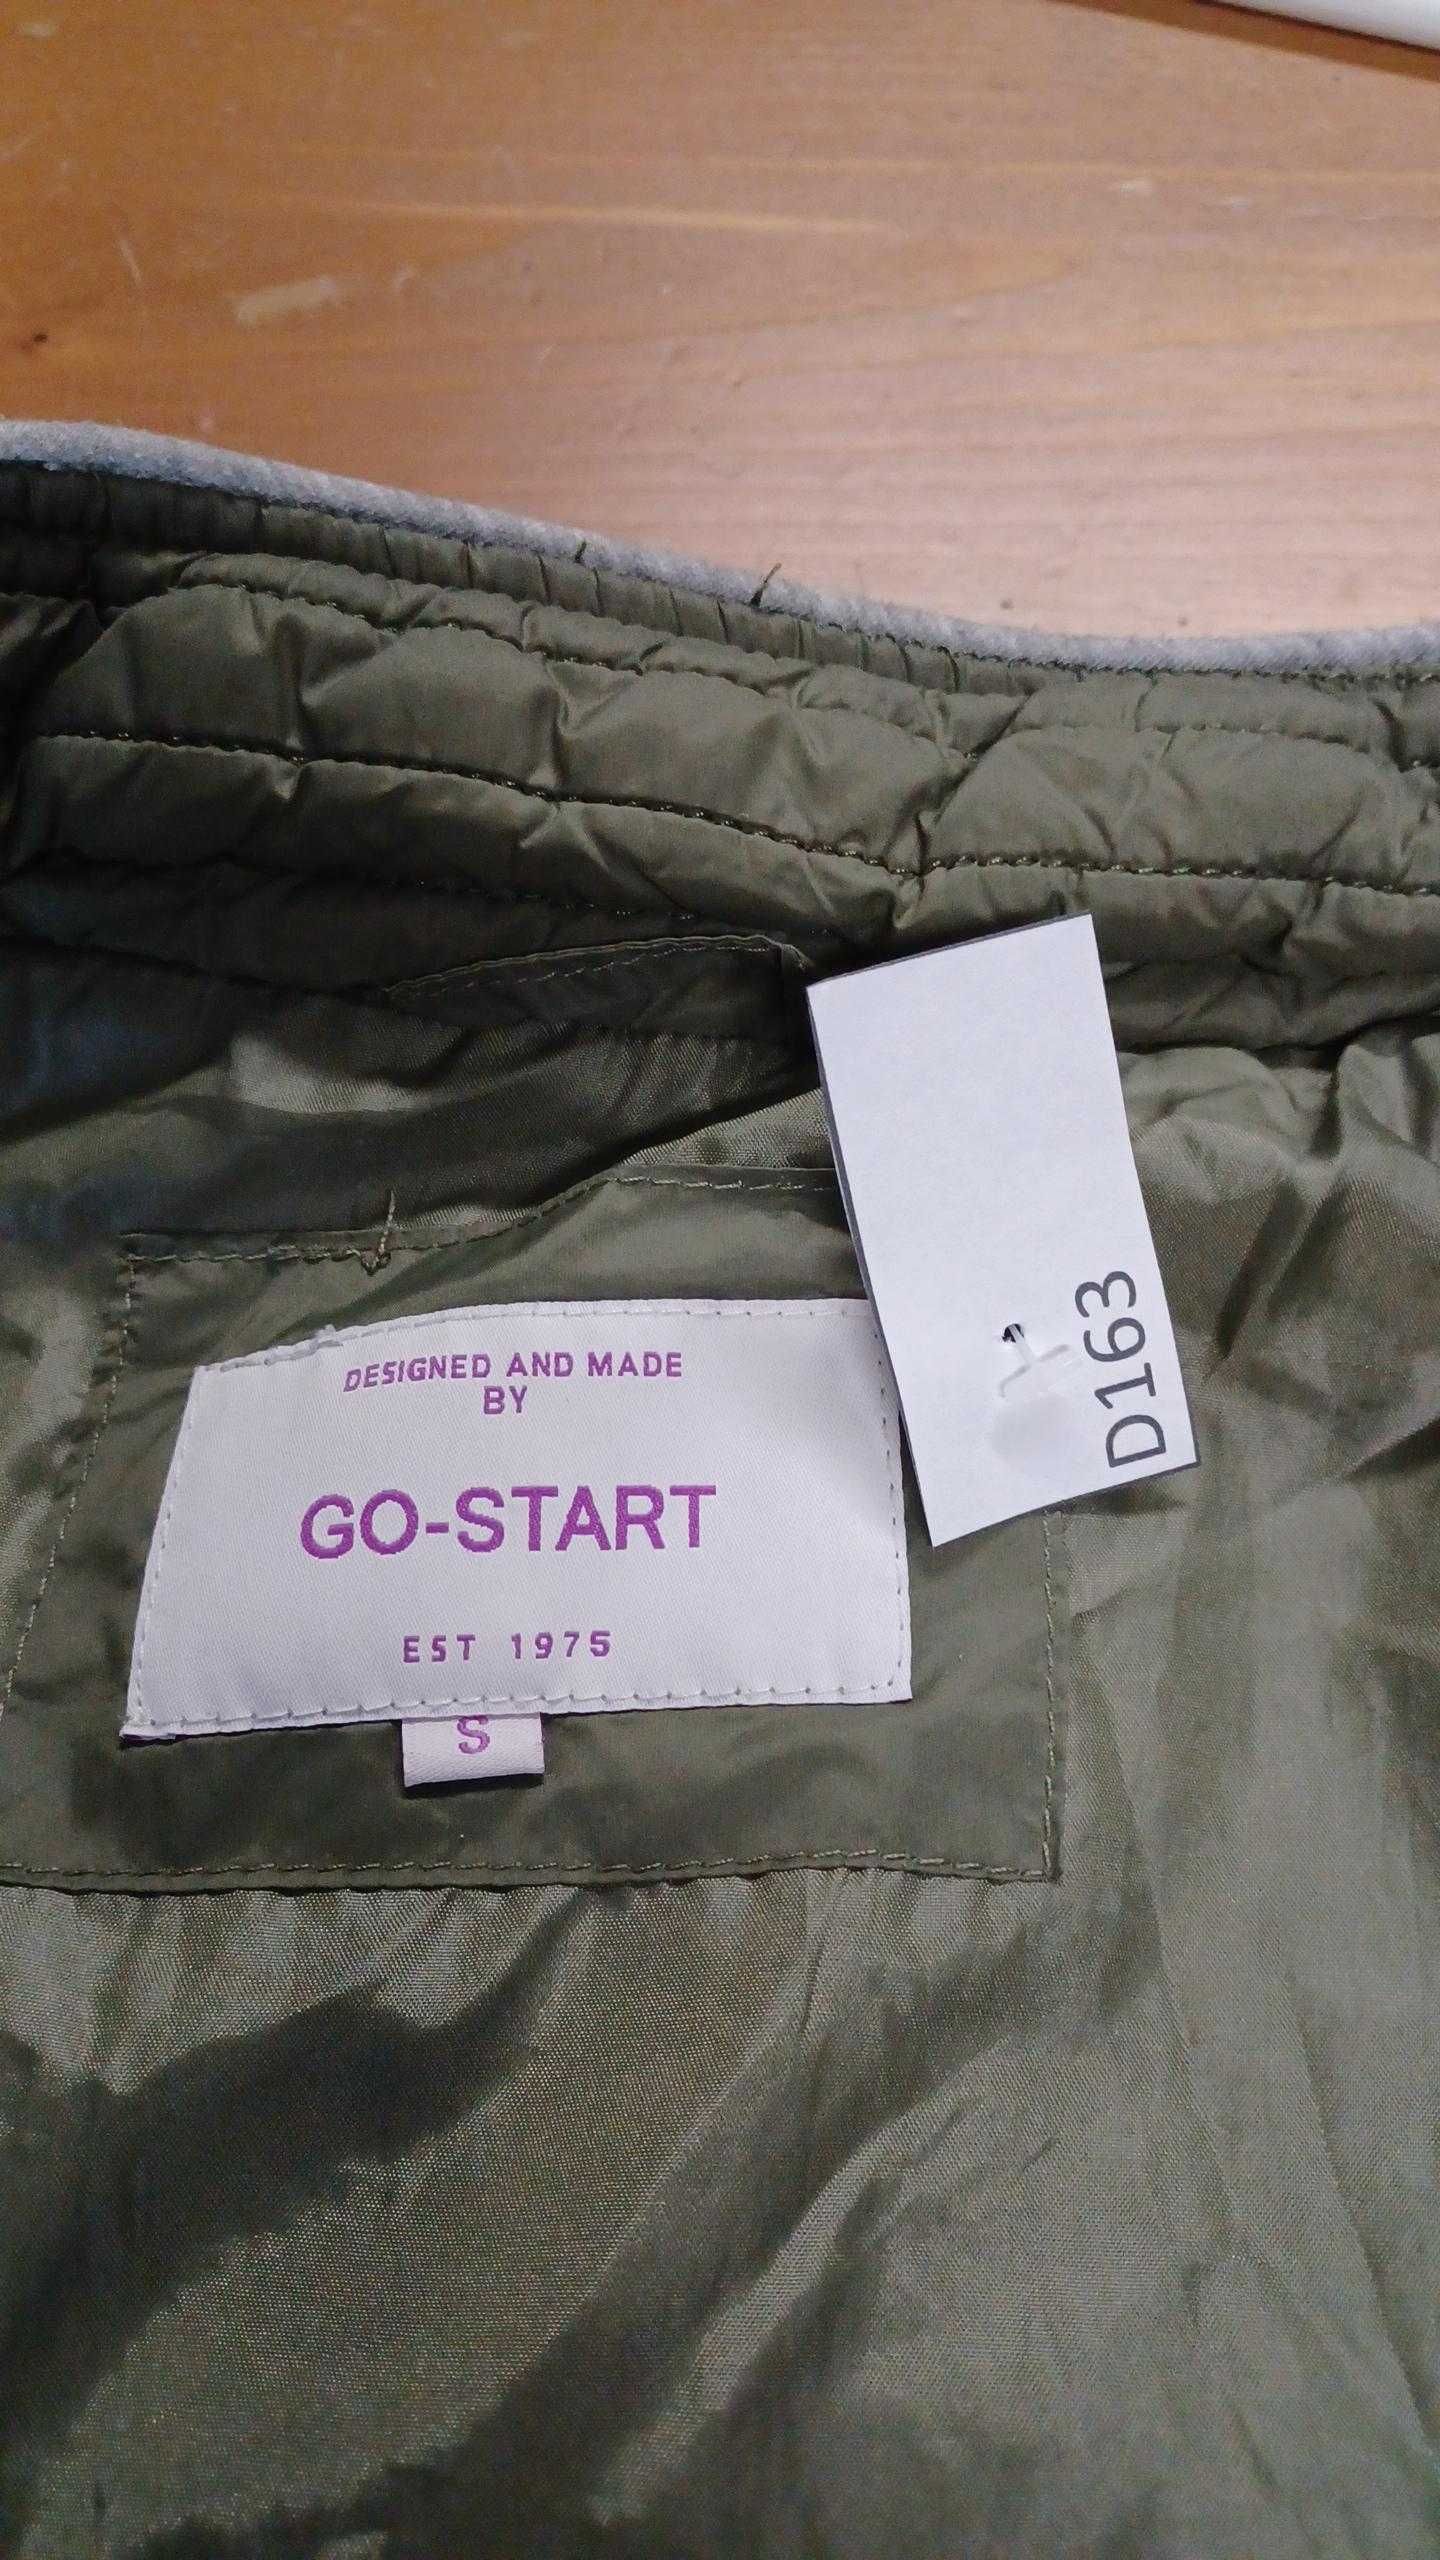 DESIGNED AND MADE
BY
GO-START
EST 1975
S
D163